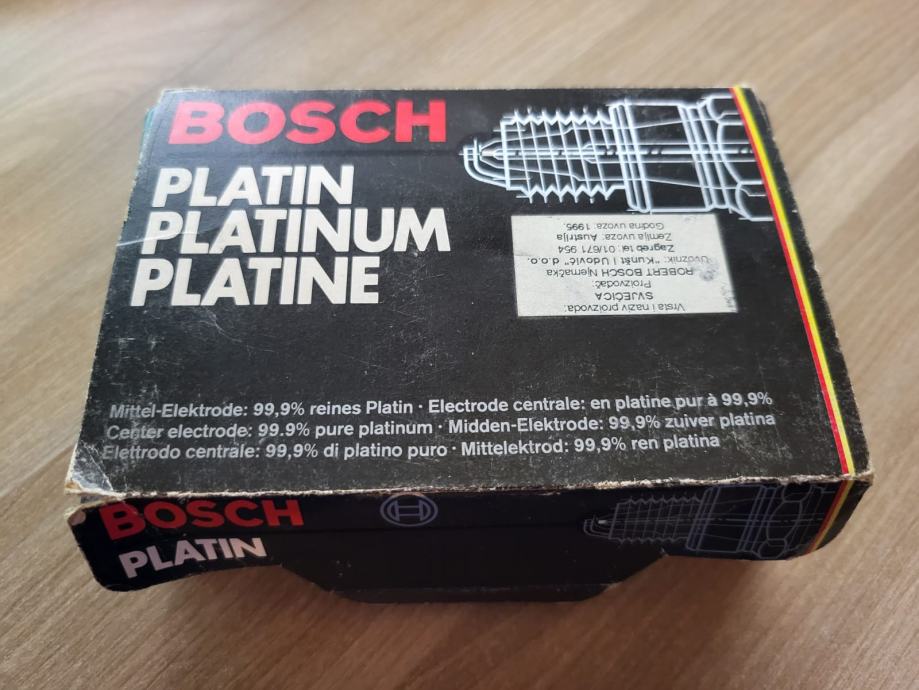 BOSCH
PLATIN
PLATINUM
PLATINE
Vrsta i naziv proizvoda:
SVJEĆICA
Proizvodač:
ROBERT BOSCH Njemačka
Uvoznik: "Kunšt i Udovič" d.o.o.,
Zagreb tel: 01/671 954
Zemlja uvoza: Austrija
Godina uvoza: 1995.
Mittel-Elektrode: 99,9% reines Platin · Electrode centrale: en platine pur à 99,9%
Center electrode: 99.9% pure platinum · Midden-Elektrode: 99,9% zuiver platina
Elettrodo centrale: 99,9% di platino puro · Mittelektrod: 99,9% ren platina
BOSCH
PLATIN